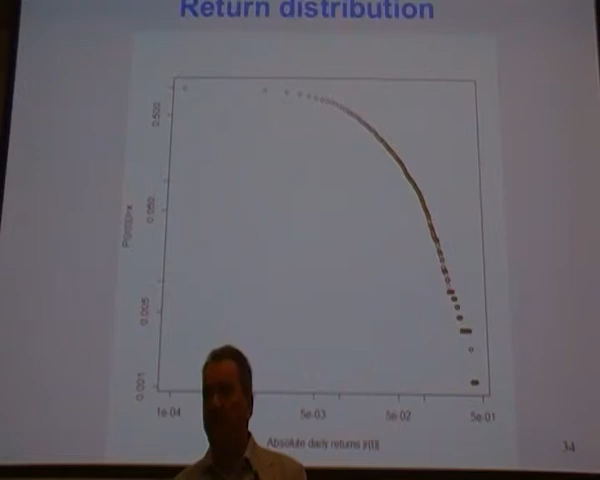 Return distribution
0.500
0.050
0.005
0.001
1e-04
5e-03
5e-02
5e-01
Absolute daily returns
34